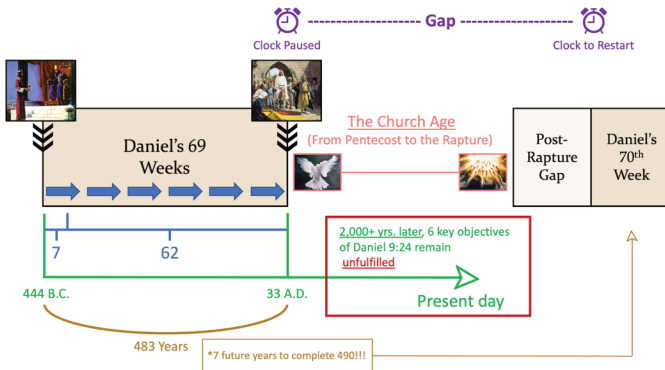 Gap
Clock Paused
Clock to Restart
Daniel's 69
Weeks
The Church Age
(From Pentecost to the Rapture)
Post-
Rapture
Gap
Daniel's
70th
Week
7
62
2,000+ yrs. later, 6 key objectives
of Daniel 9:24 remain
unfulfilled
Present day
444 B.C.
33 A.D.
483 Years
*7 future years to complete 490!!!